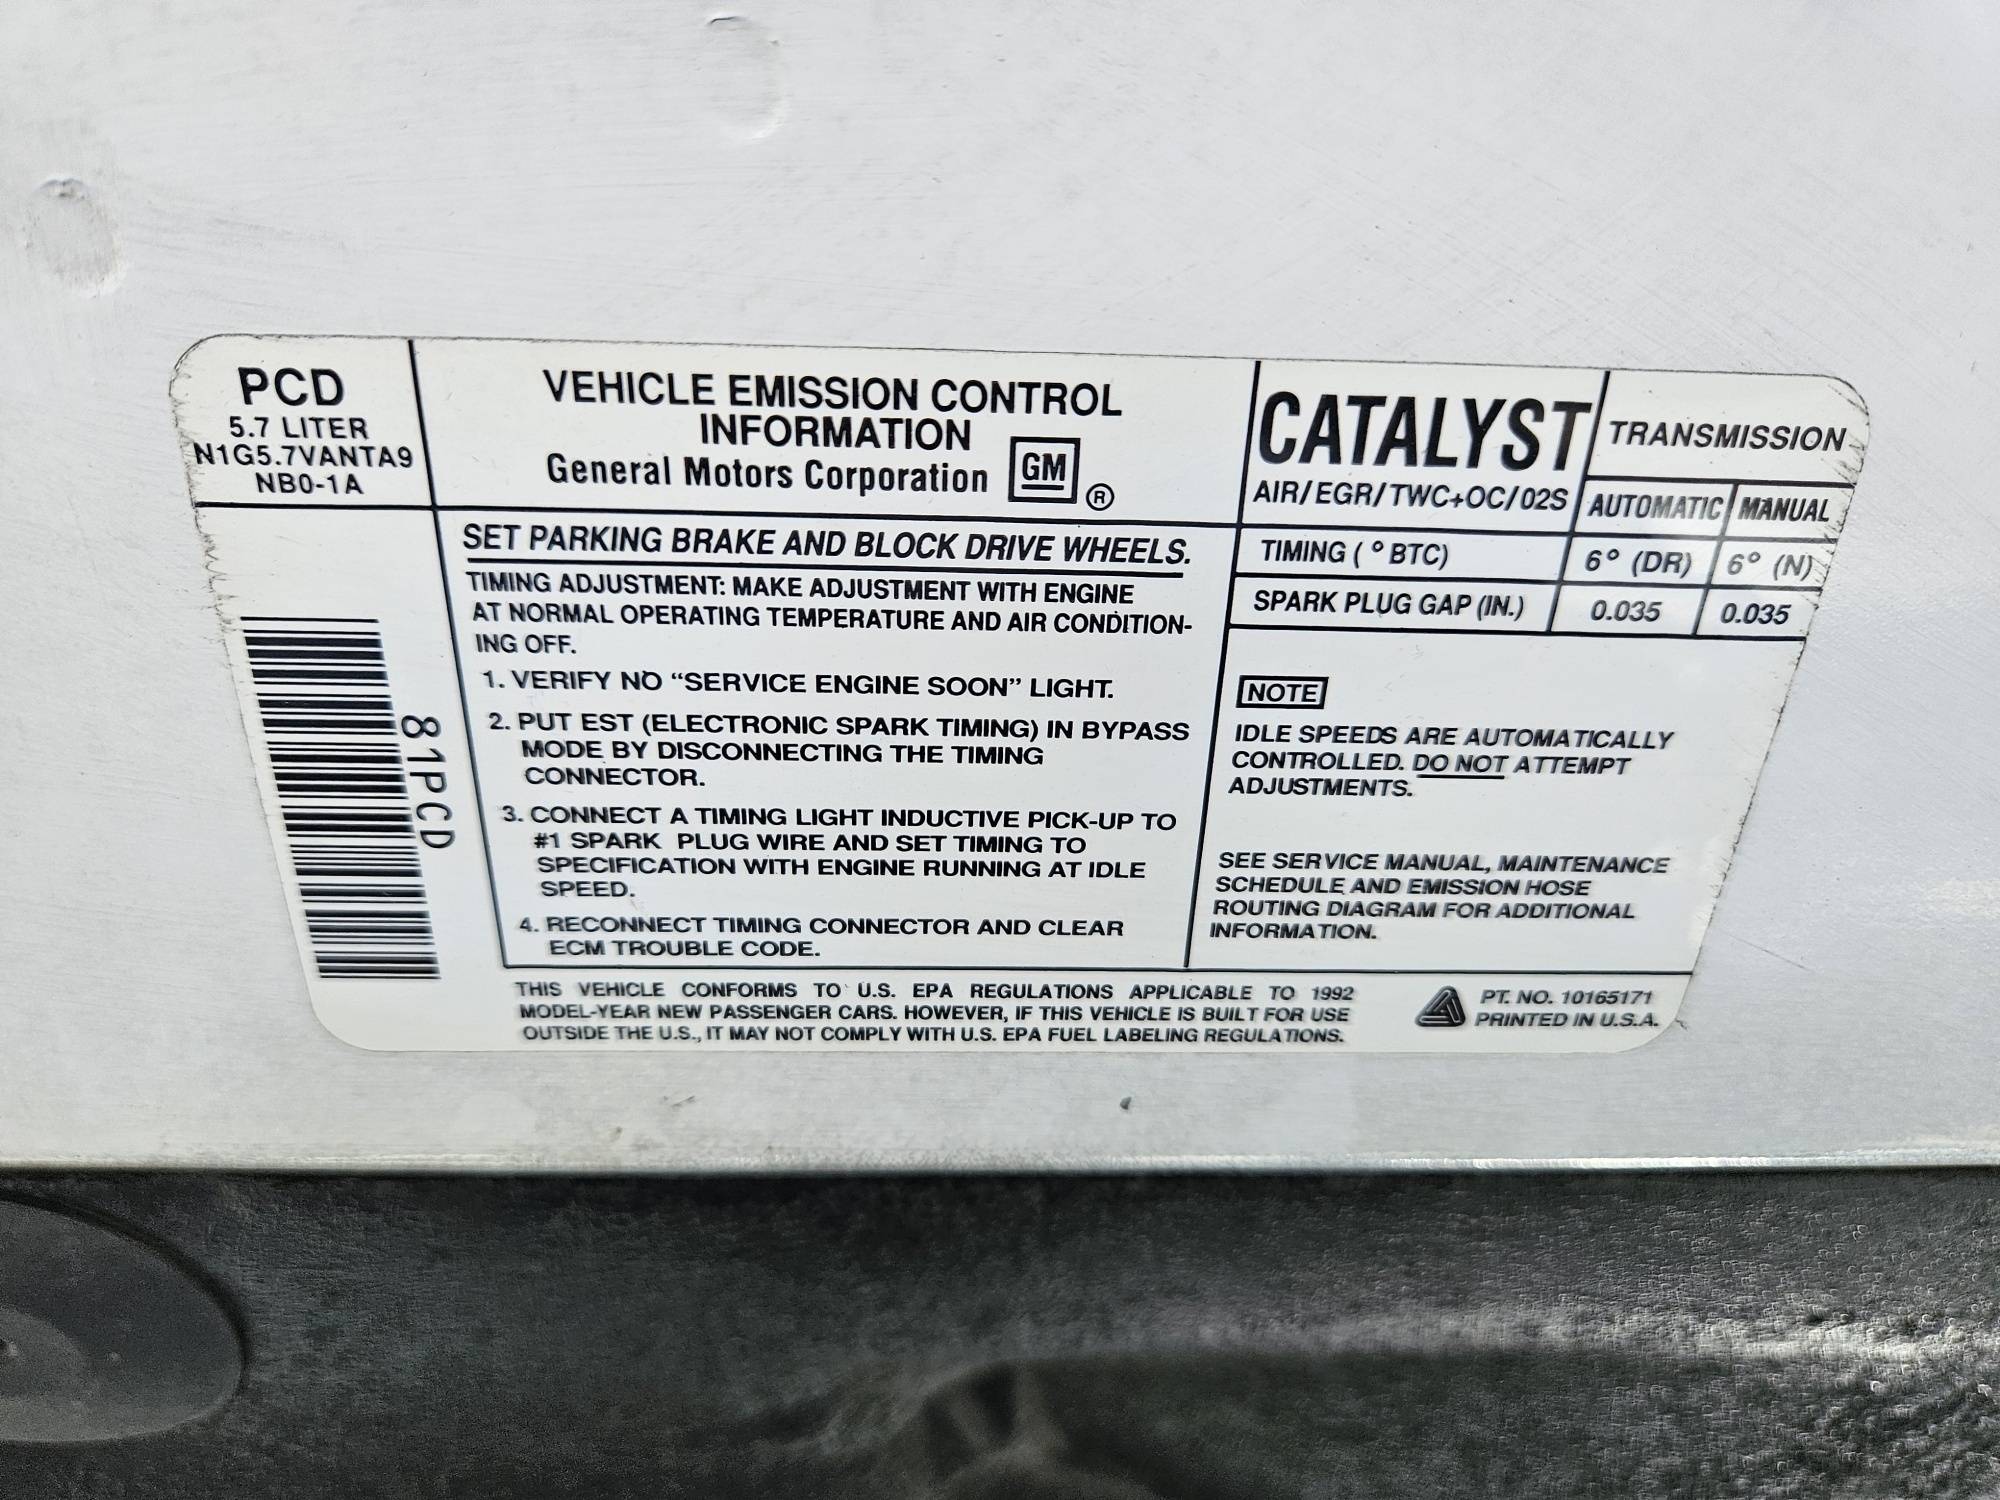 PCD
5.7 LITER
N1G5.7VANTA9
NB0-1A
VEHICLE EMISSION CONTROL
INFORMATION
General Motors Corporation GM ®
CATALYST
AIR/EGR/TWC+OC/02S
TRANSMISSION
AUTOMATIC MANUAL
TIMING ( ° BTC) 6° (DR) 6° (N)
SPARK PLUG GAP (IN.) 0.035 0.035
81PCD
SET PARKING BRAKE AND BLOCK DRIVE WHEELS.
TIMING ADJUSTMENT: MAKE ADJUSTMENT WITH ENGINE
AT NORMAL OPERATING TEMPERATURE AND AIR CONDITION-
ING OFF.
1. VERIFY NO "SERVICE ENGINE SOON" LIGHT.
2. PUT EST (ELECTRONIC SPARK TIMING) IN BYPASS
MODE BY DISCONNECTING THE TIMING
CONNECTOR.
3. CONNECT A TIMING LIGHT INDUCTIVE PICK-UP TO
#1 SPARK PLUG WIRE AND SET TIMING TO
SPECIFICATION WITH ENGINE RUNNING AT IDLE
SPEED.
4. RECONNECT TIMING CONNECTOR AND CLEAR
ECM TROUBLE CODE.
NOTE
IDLE SPEEDS ARE AUTOMATICALLY
CONTROLLED. DO NOT ATTEMPT
ADJUSTMENTS.
SEE SERVICE MANUAL, MAINTENANCE
SCHEDULE AND EMISSION HOSE
ROUTING DIAGRAM FOR ADDITIONAL
INFORMATION.
THIS VEHICLE CONFORMS TO U.S. EPA REGULATIONS APPLICABLE TO 1992
MODEL-YEAR NEW PASSENGER CARS. HOWEVER, IF THIS VEHICLE IS BUILT FOR USE
OUTSIDE THE U.S., IT MAY NOT COMPLY WITH U.S. EPA FUEL LABELING REGULATIONS.
PT. NO. 10165171
PRINTED IN U.S.A.